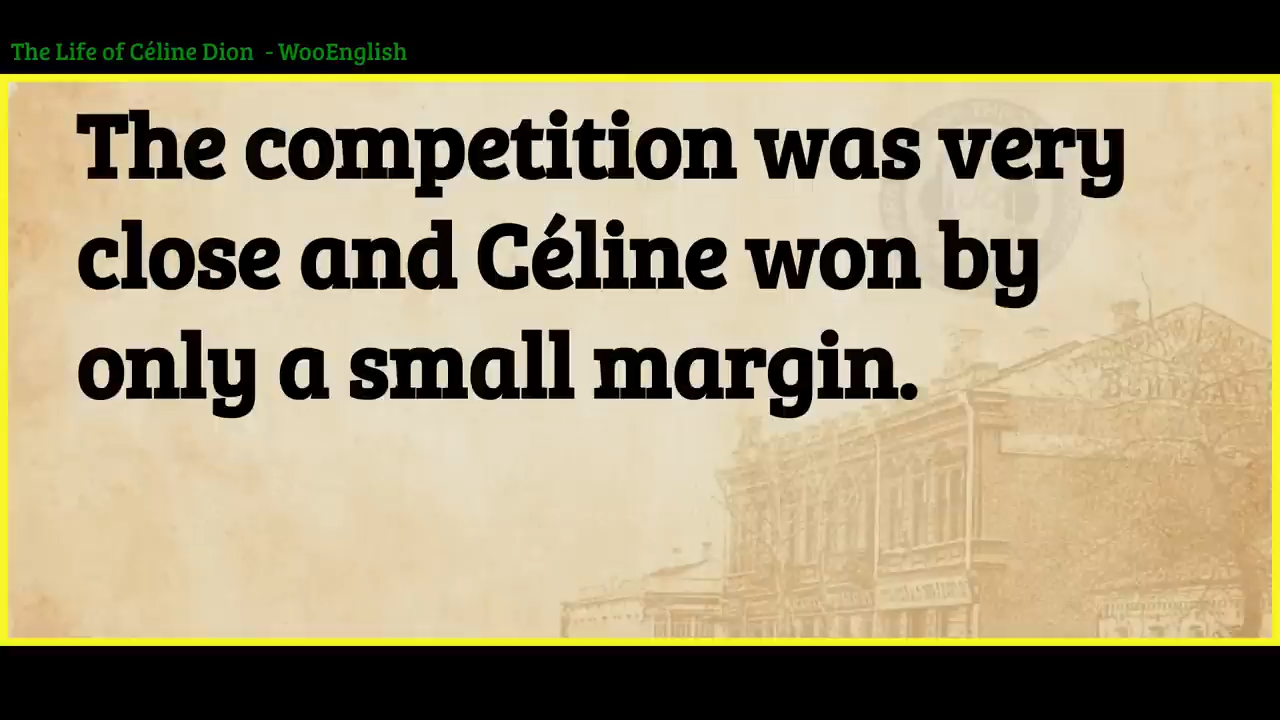 The Life of Céline Dion - WooEnglish
The competition was very
close and Céline won by
only a small margin.